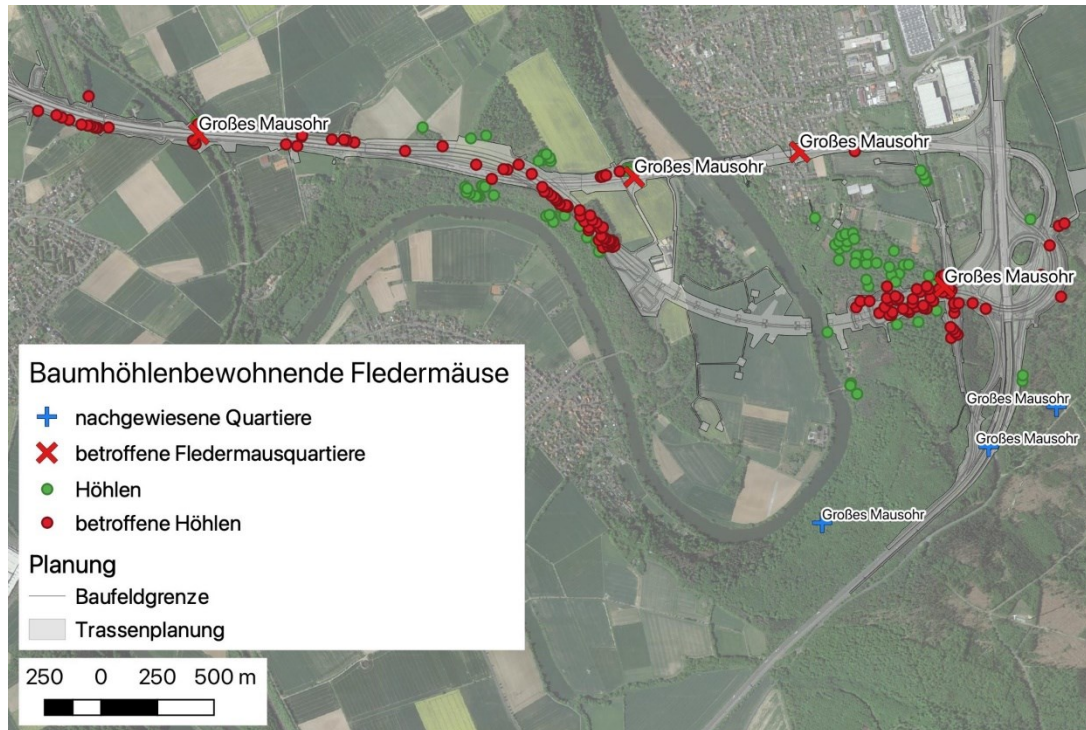 Großes Mausohr
Großes Mausohr
Großes Mausohr
Großes Mausohr
Großes Mausohr
Großes Mausohr
Großes Mausohr
Baumhöhlenbewohnende Fledermäuse
nachgewiesene Quartiere
betroffene Fledermausquartiere
Höhlen
betroffene Höhlen
Planung
Baufeldgrenze
Trassenplanung
250 0 250 500 m